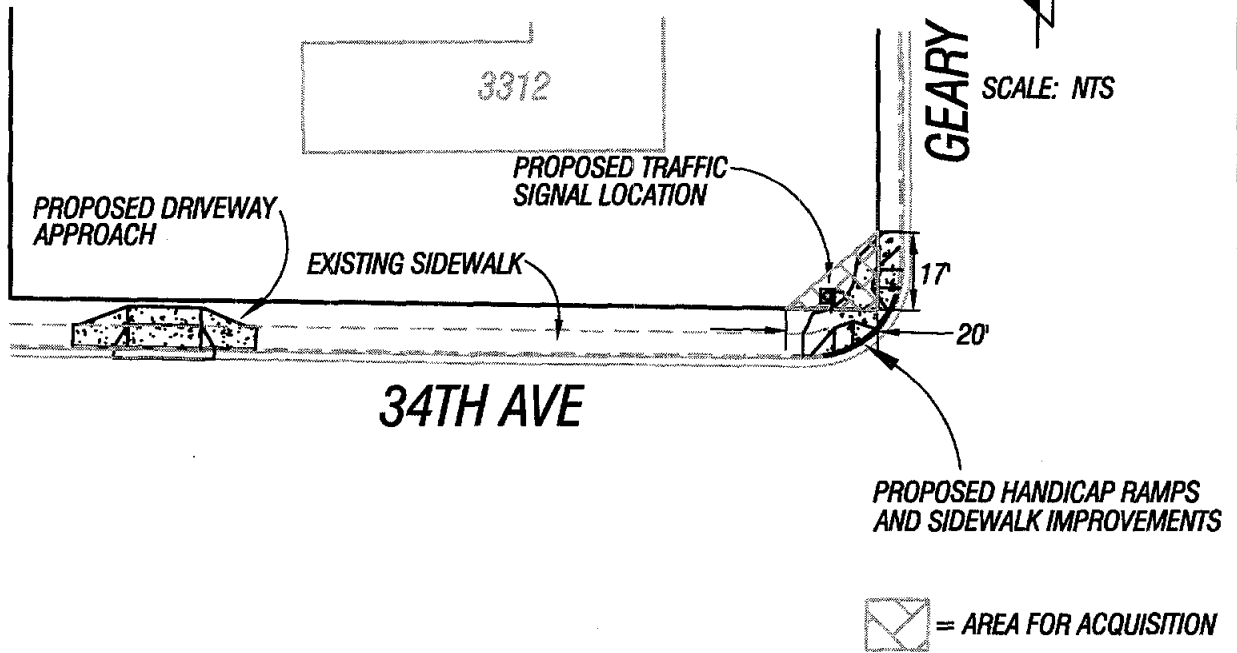 GEARY
SCALE: NTS
3312
PROPOSED TRAFFIC
SIGNAL LOCATION
PROPOSED DRIVEWAY
APPROACH
EXISTING SIDEWALK
17'
20'
34TH AVE
PROPOSED HANDICAP RAMPS
AND SIDEWALK IMPROVEMENTS
= AREA FOR ACQUISITION